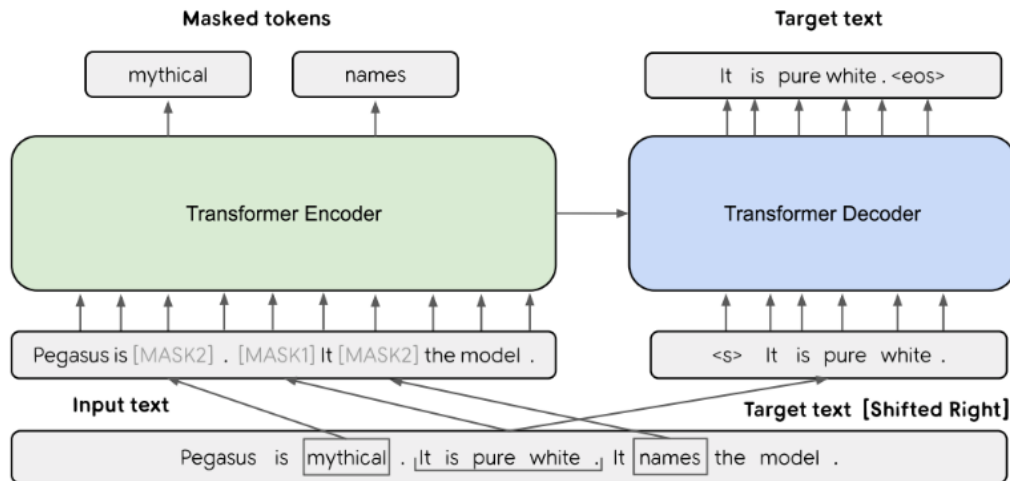 Masked tokens
Target text
mythical
names
It is pure white . <eos>
Transformer Encoder
Transformer Decoder
Pegasus is [MASK2] . [MASK1] It [MASK2] the model .
<s> It is pure white .
Input text
Target text [Shifted Right]
Pegasus is mythical . It is pure white . It names the model .